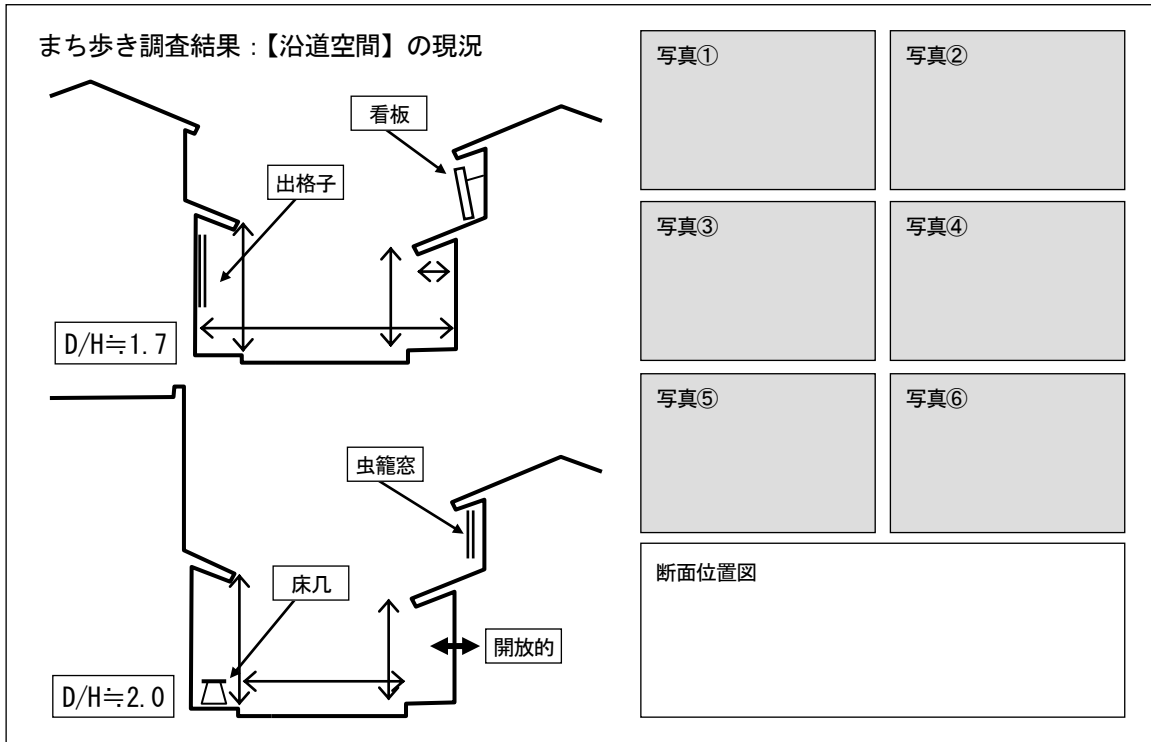 まち歩き調査結果:【沿道空間】の現況
看板
出格子
D/H≒1.7
虫籠窓
床几
開放的
D/H≒2.0
写真①
写真②
写真③
写真④
写真⑤
写真⑥
断面位置図